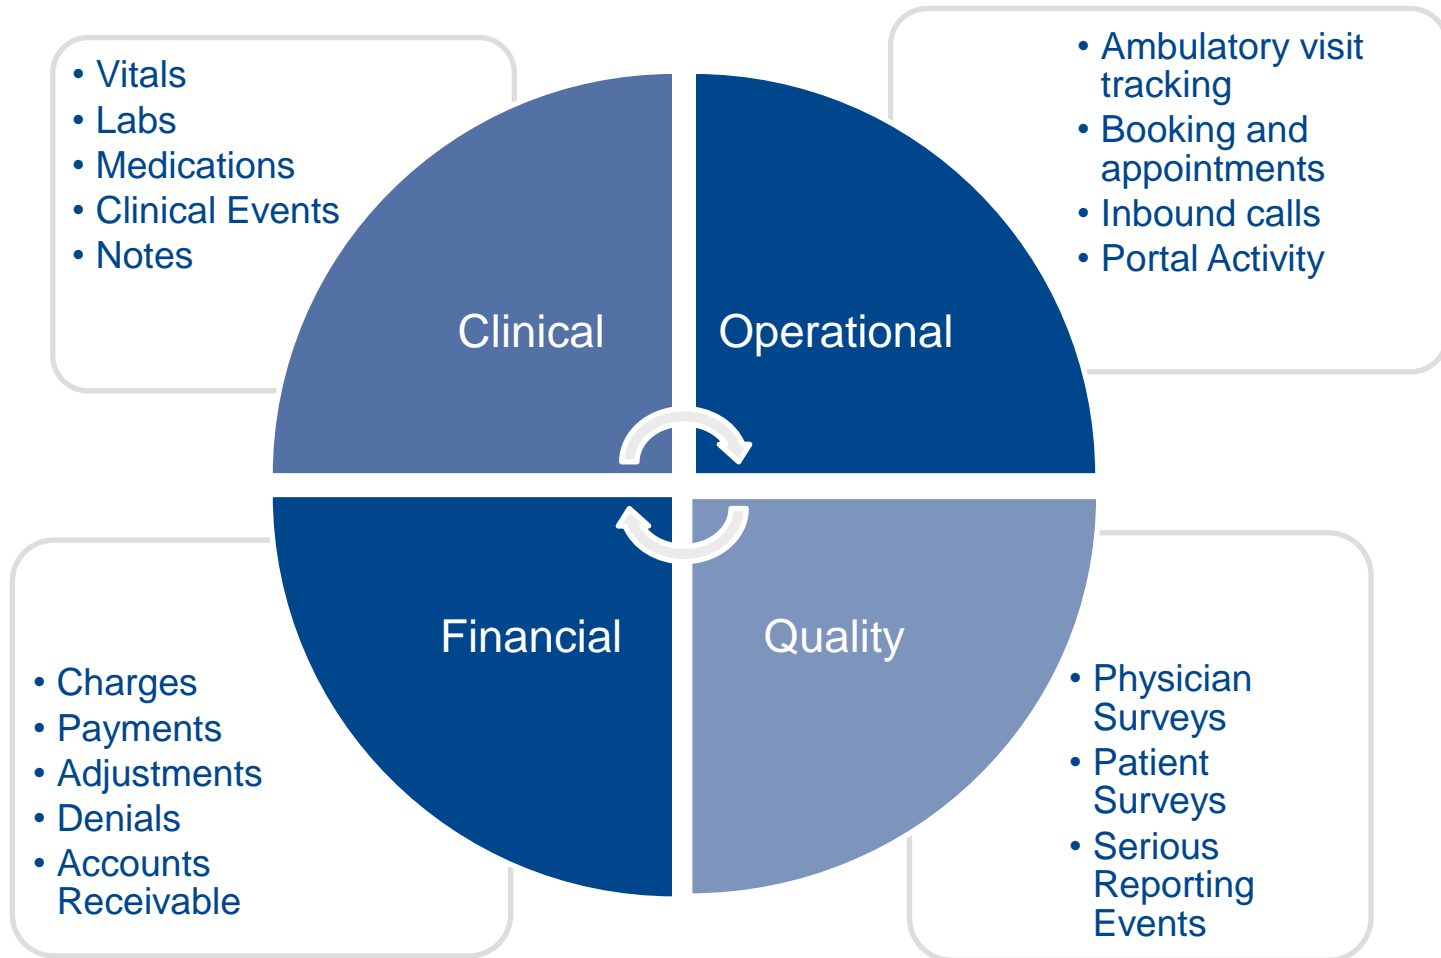 • Vitals
• Labs
• Medications
• Clinical Events
• Notes
• Ambulatory visit
tracking
• Booking and
appointments
• Inbound calls
• Portal Activity
Clinical
Operational
Financial
Quality
• Charges
• Payments
• Adjustments
• Denials
• Accounts
Receivable
• Physician
Surveys
• Patient
Surveys
• Serious
Reporting
Events